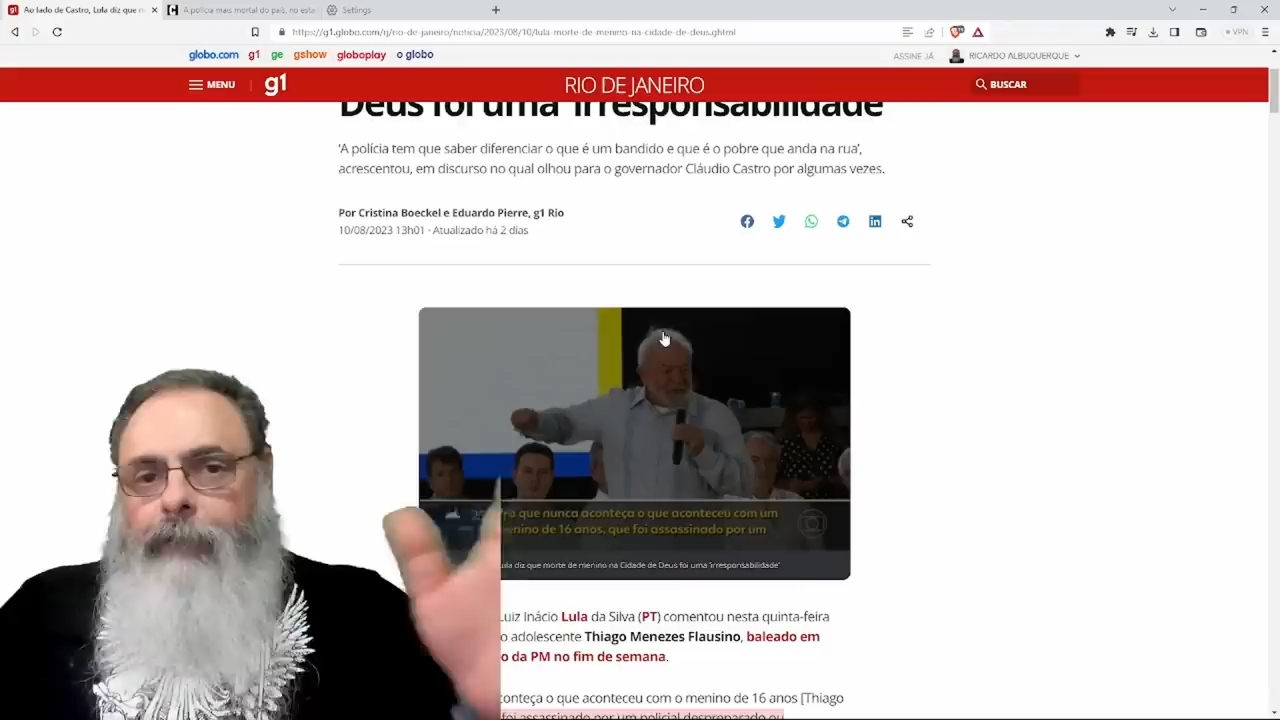 Ao lado de Castro, Lula diz que
A polícia mais mortal do país, no esta
Settings
https://g1.globo.com/rj/rio-de-janeiro/noticia/2023/08/10/lula-morte-de-menino-na-cidade-de-deus.ghtml
VPN
globo.com g1 ge gshow globoplay o globo
ASSINE JÁ RICARDO ALBUQUERQUE
MENU g1 RIO DE JANEIRO BUSCAR
Deus foi uma 'irresponsabilidade'
'A polícia tem que saber diferenciar o que é um bandido e que é o pobre que anda na rua',
acrescentou, em discurso no qual olhou para o governador Cláudio Castro por algumas vezes.
Por Cristina Boeckel e Eduardo Pierre, g1 Rio
10/08/2023 13h01 · Atualizado há 2 dias
que nunca aconteça o que aconteceu com um
menino de 16 anos, que foi assassinado por um
Lula diz que morte de menino na Cidade de Deus foi uma 'irresponsabilidade'
Luiz Inácio Lula da Silva (PT) comentou nesta quinta-feira
o adolescente Thiago Menezes Flausino, baleado em
o da PM no fim de semana.
conteça o que aconteceu com o menino de 16 anos [Thiago
foi assassinado por um policial despreparado ou